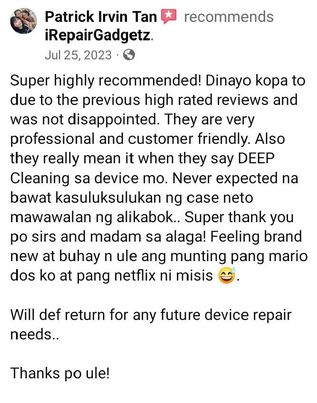 Patrick Irvin Tan recommends
iRepairGadgetz.
Jul 25, 2023 ·
Super highly recommended! Dinayo kopa to
due to the previous high rated reviews and
was not disappointed. They are very
professional and customer friendly. Also
they really mean it when they say DEEP
Cleaning sa device mo. Never expected na
bawat kasuluksulukan ng case neto
mawawalan ng alikabok.. Super thank you
po sirs and madam sa alaga! Feeling brand
new at buhay n ule ang munting pang mario
dos ko at pang netflix ni misis 😅.
Will def return for any future device repair
needs..
Thanks po ule!